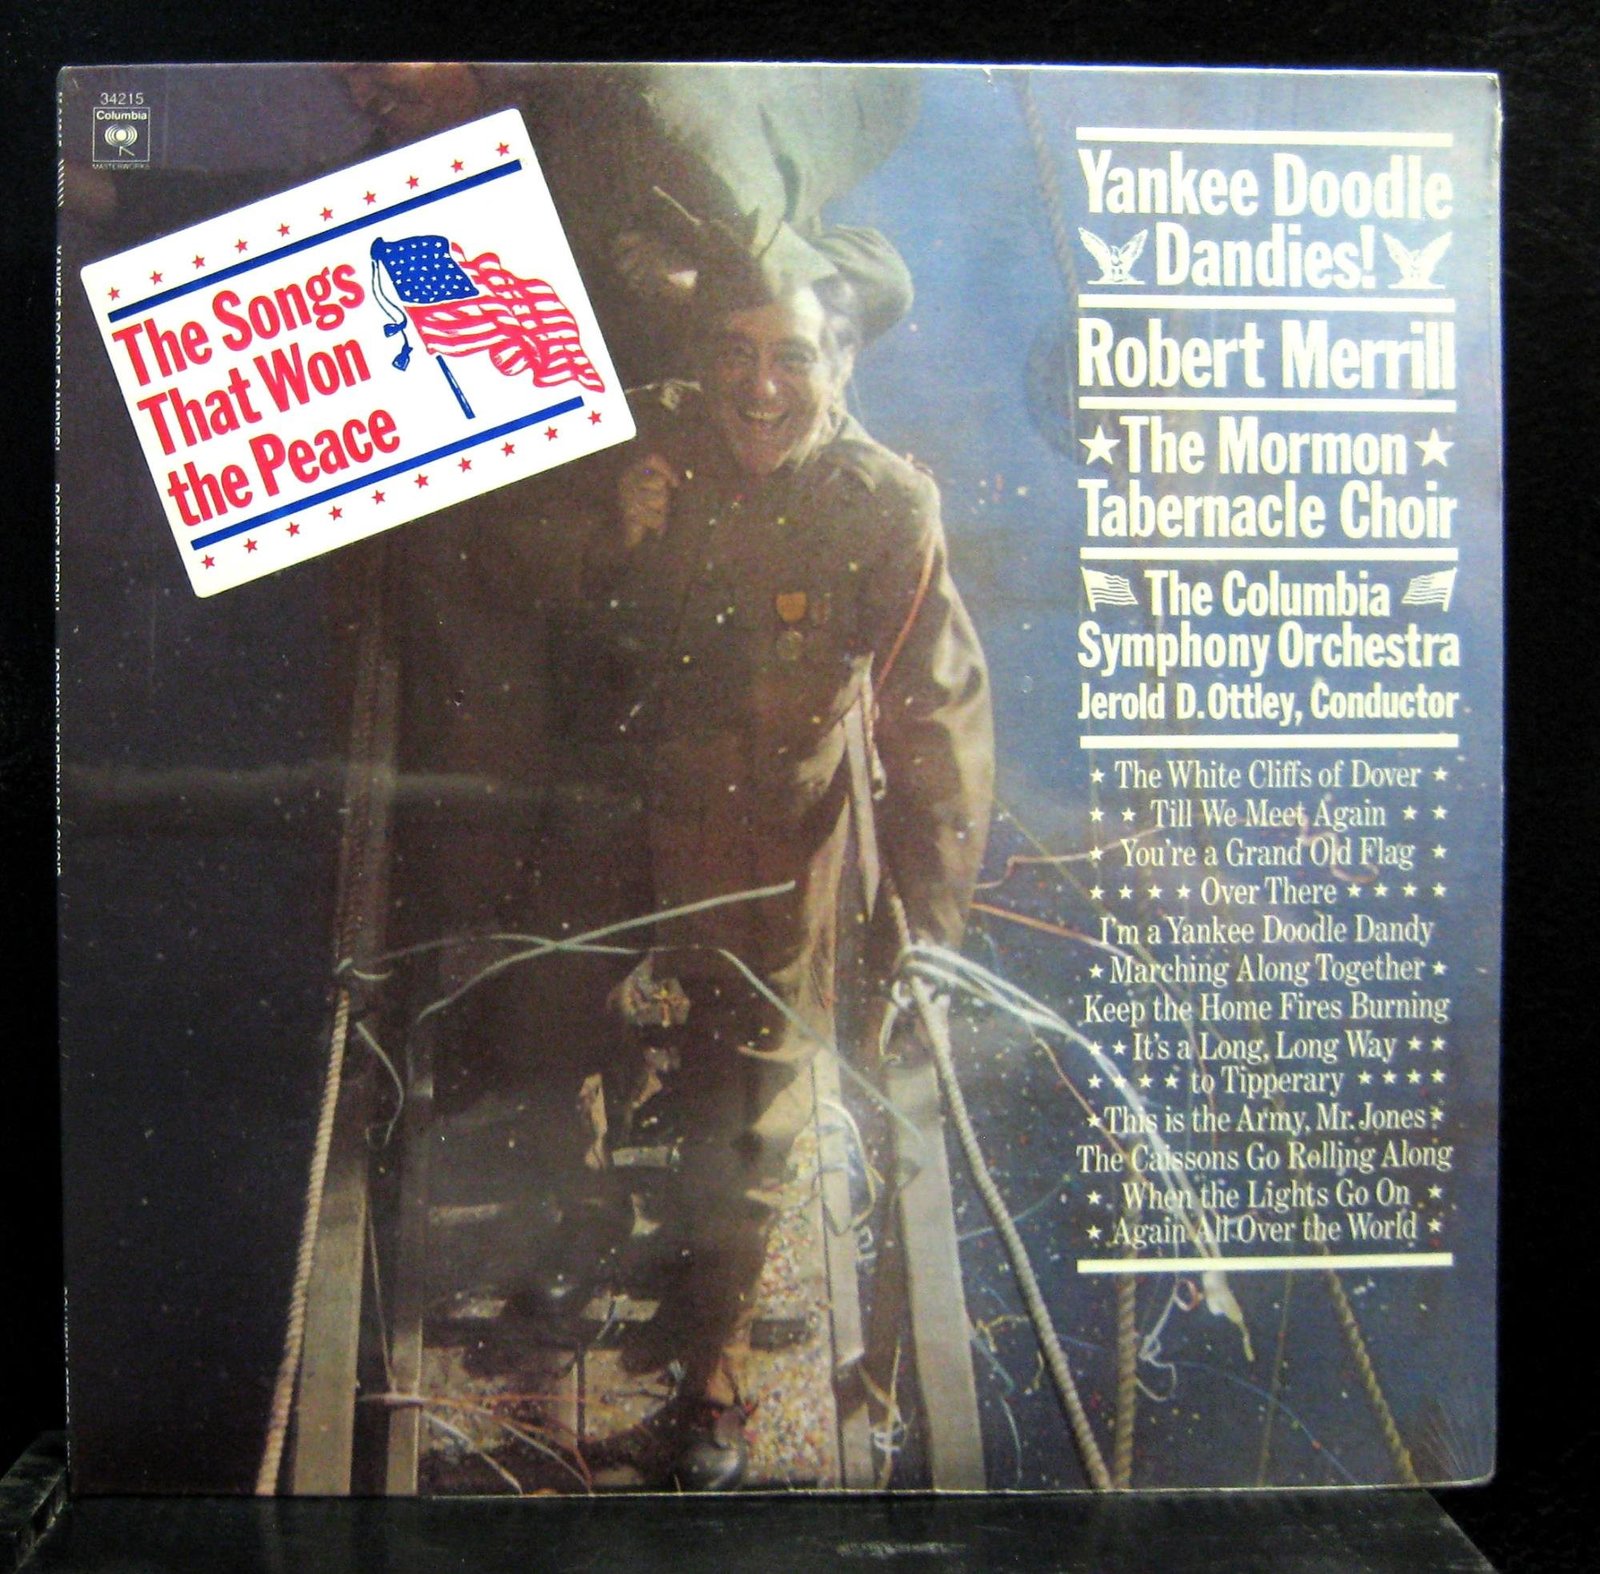 34215
Columbia
MASTERWORKS
The Songs
That Won
the Peace
Yankee Doodle
Dandies!
Robert Merrill
The Mormon
Tabernacle Choir
The Columbia
Symphony Orchestra
Jerold D. Ottley, Conductor
The White Cliffs of Dover
Till We Meet Again
You're a Grand Old Flag
Over There
I'm a Yankee Doodle Dandy
Marching Along Together
Keep the Home Fires Burning
It's a Long, Long Way
to Tipperary
This is the Army, Mr. Jones
The Caissons Go Rolling Along
When the Lights Go On
Again All Over the World